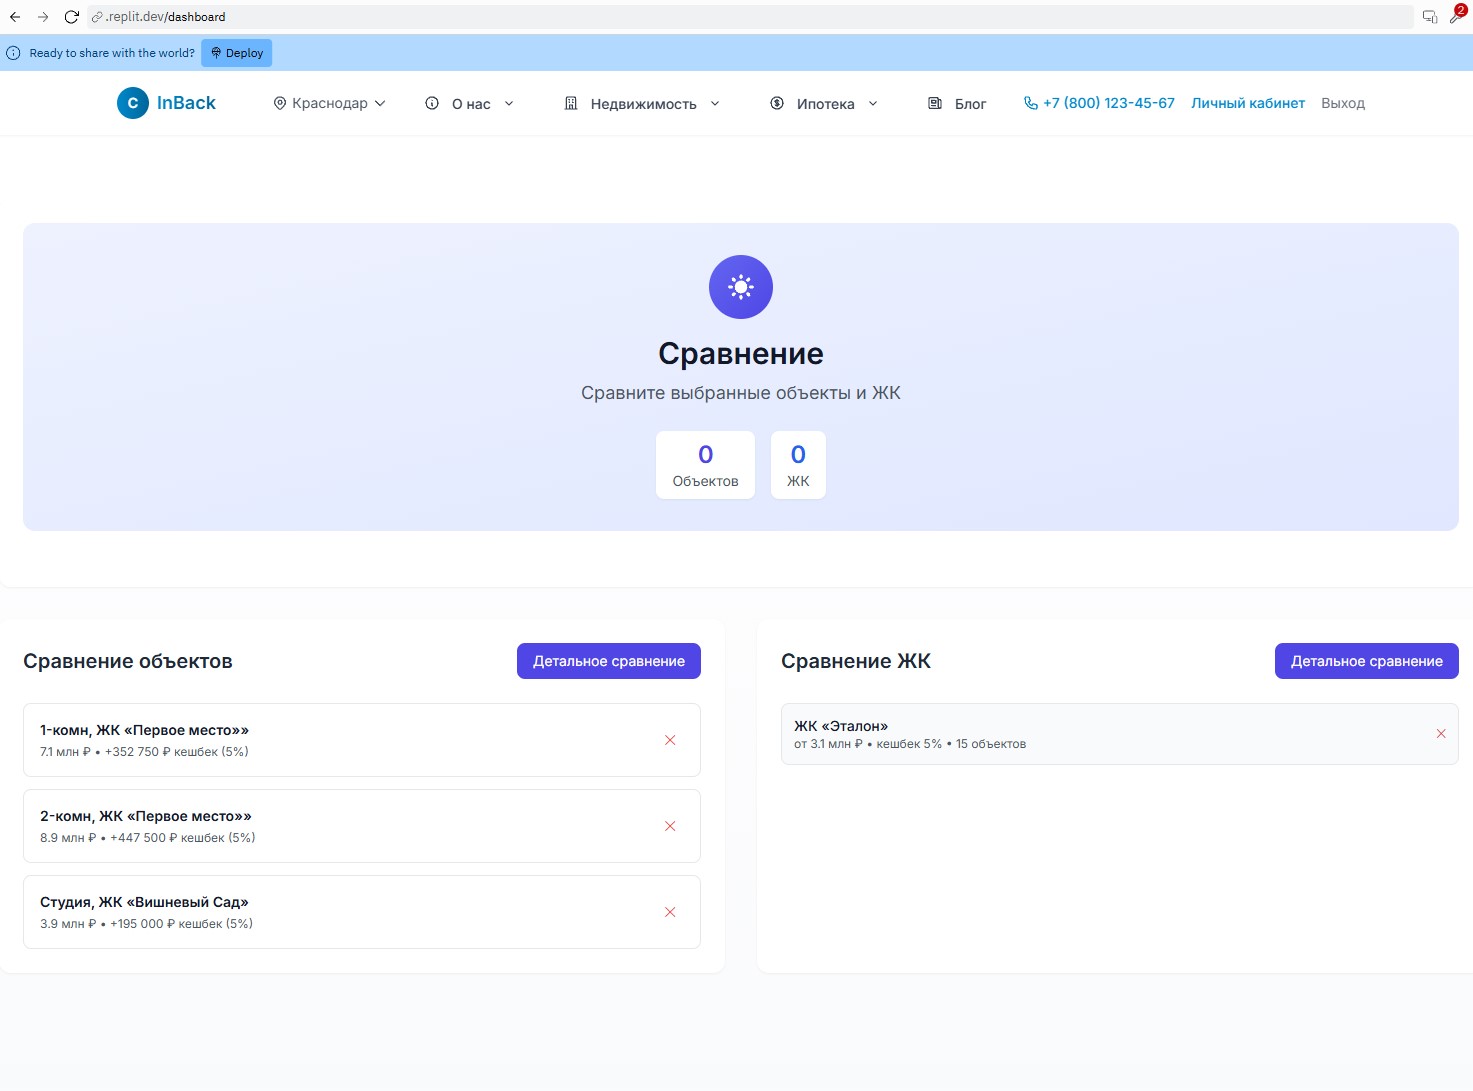 .replit.dev/dashboard
2
Ready to share with the world? Deploy
C InBack Краснодар О нас Недвижимость Ипотека Блог +7 (800) 123-45-67 Личный кабинет Выход
Сравнение
Сравните выбранные объекты и ЖК
0 0
Объектов ЖК
Сравнение объектов Детальное сравнение
1-комн, ЖК «Первое место»»
7.1 млн ₽ • +352 750 ₽ кешбек (5%)
2-комн, ЖК «Первое место»»
8.9 млн ₽ • +447 500 ₽ кешбек (5%)
Студия, ЖК «Вишневый Сад»
3.9 млн ₽ • +195 000 ₽ кешбек (5%)
Сравнение ЖК Детальное сравнение
ЖК «Эталон»
от 3.1 млн ₽ • кешбек 5% • 15 объектов